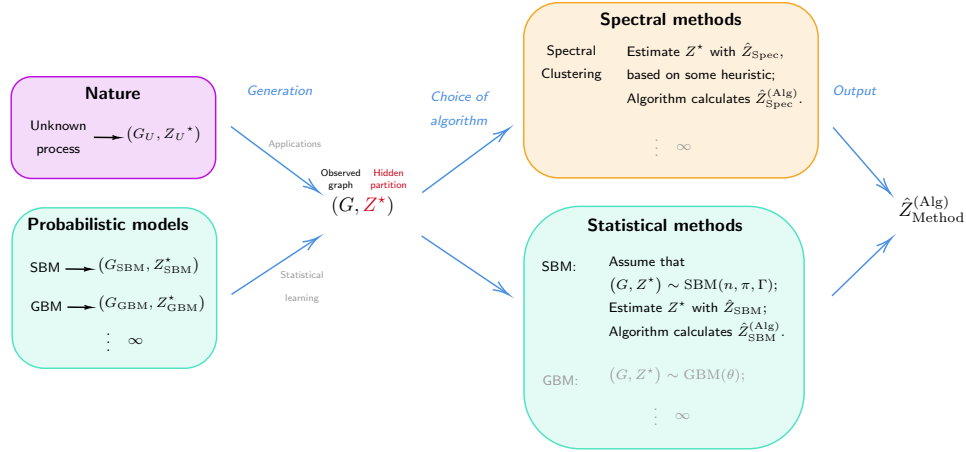 Nature
Unknown process → (G_U, Z_U^⋆)
Probabilistic models
SBM → (G_SBM, Z^⋆_SBM)
GBM → (G_GBM, Z^⋆_GBM)
⋮ ∞
Generation
Applications
Statistical learning
Observed graph
Hidden partition
(G, Z^⋆)
Choice of
algorithm
Spectral methods
Spectral Clustering
Estimate Z^⋆ with Ẑ_Spec,
based on some heuristic;
Algorithm calculates Ẑ^(Alg)_Spec.
⋮ ∞
Statistical methods
SBM:
Assume that
(G, Z^⋆) ∼ SBM(n, π, Γ);
Estimate Z^⋆ with Ẑ_SBM;
Algorithm calculates Ẑ^(Alg)_SBM.
GBM: (G, Z^⋆) ∼ GBM(θ);
⋮ ∞
Output
Ẑ^(Alg)_Method